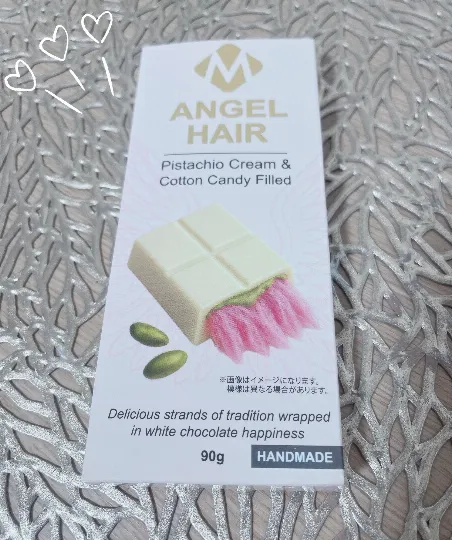 ANGEL
HAIR
Pistachio Cream &
Cotton Candy Filled
※画像はイメージになります。
模様は異なる場合があります。
Delicious strands of tradition wrapped
in white chocolate happiness
90g
HANDMADE